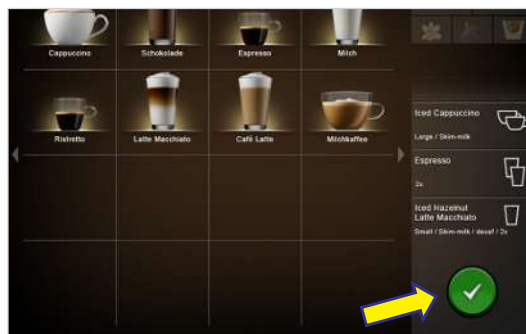 Cappuccino
Schokolade
Espresso
Milch
Ristretto
Latte Macchiato
Café Latte
Milchkaffee
Iced Cappuccino
Large / Skim-milk
Espresso
2x
Iced Hazelnut
Latte Macchiato
Small / Skim-milk / decaf / 2x